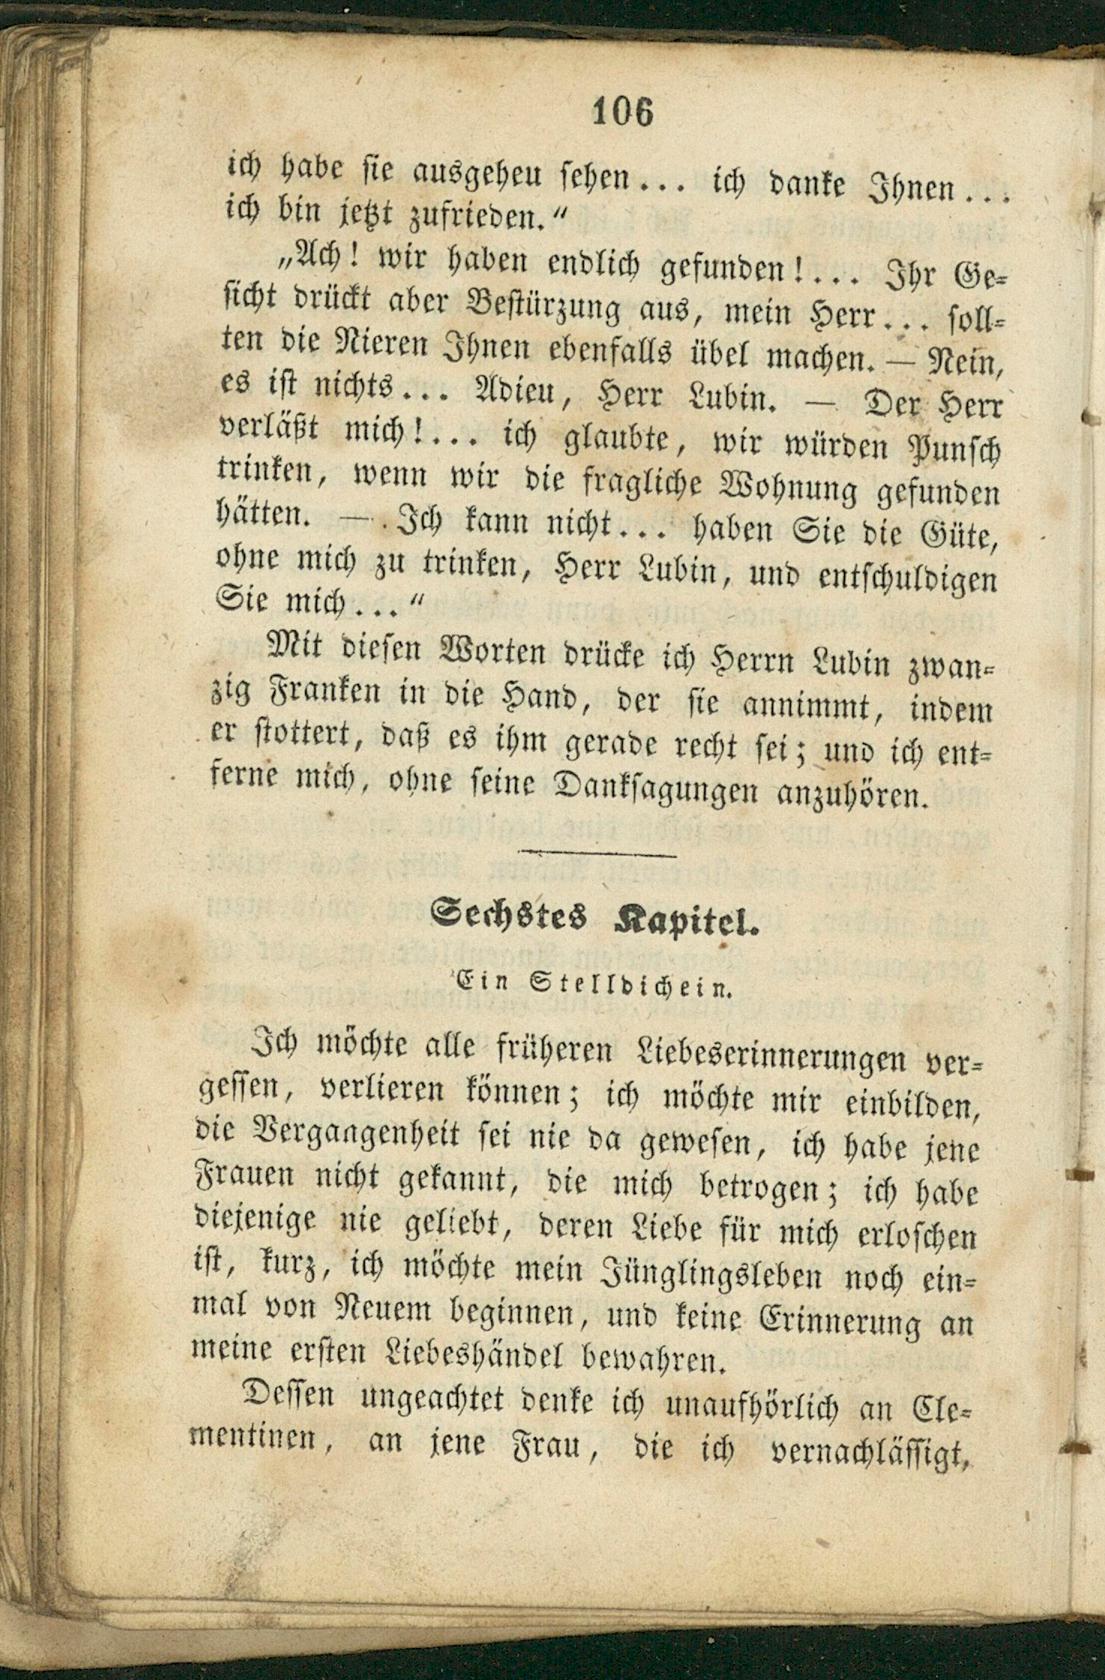 106
ich habe sie ausgeheu sehen... ich danke Ihnen...
ich bin jetzt zufrieden.“
„Ach! wir haben endlich gefunden!... Ihr Ge-
sicht drückt aber Bestürzung aus, mein Herr... soll-
ten die Nieren Ihnen ebenfalls übel machen. — Nein,
es ist nichts... Adieu, Herr Lubin. — Der Herr
verläßt mich!... ich glaubte, wir würden Punsch
trinken, wenn wir die fragliche Wohnung gefunden
hätten. — Ich kann nicht... haben Sie die Güte,
ohne mich zu trinken, Herr Lubin, und entschuldigen
Sie mich...“
Mit diesen Worten drücke ich Herrn Lubin zwan-
zig Franken in die Hand, der sie annimmt, indem
er stottert, daß es ihm gerade recht sei; und ich ent-
ferne mich, ohne seine Danksagungen anzuhören.
Sechstes Kapitel.
Ein Stelldichein.
Ich möchte alle früheren Liebeserinnerungen ver-
gessen, verlieren können; ich möchte mir einbilden,
die Vergangenheit sei nie da gewesen, ich habe jene
Frauen nicht gekannt, die mich betrogen; ich habe
diejenige nie geliebt, deren Liebe für mich erloschen
ist, kurz, ich möchte mein Jünglingsleben noch ein-
mal von Neuem beginnen, und keine Erinnerung an
meine ersten Liebeshändel bewahren.
Dessen ungeachtet denke ich unaufhörlich an Cle-
mentinen, an jene Frau, die ich vernachlässigt,